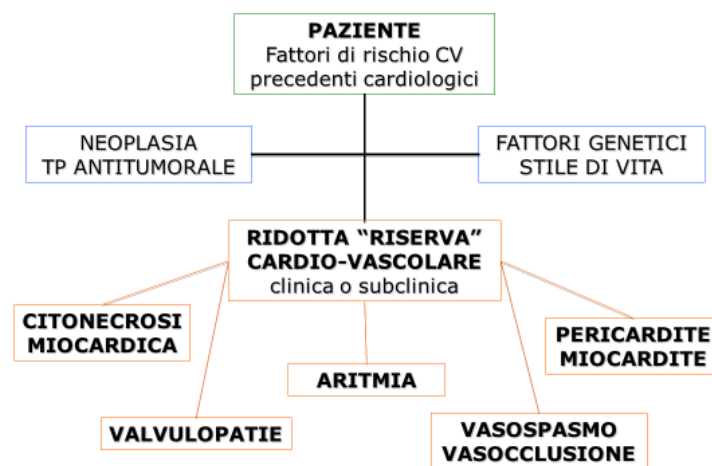 PAZIENTE
Fattori di rischio CV
precedenti cardiologici
NEOPLASIA
TP ANTITUMORALE
FATTORI GENETICI
STILE DI VITA
RIDOTTA “RISERVA”
CARDIO-VASCOLARE
clinica o subclinica
CITONECROSI
MIOCARDICA
PERICARDITE
MIOCARDITE
ARITMIA
VALVULOPATIE
VASOSPASMO
VASOCCLUSIONE